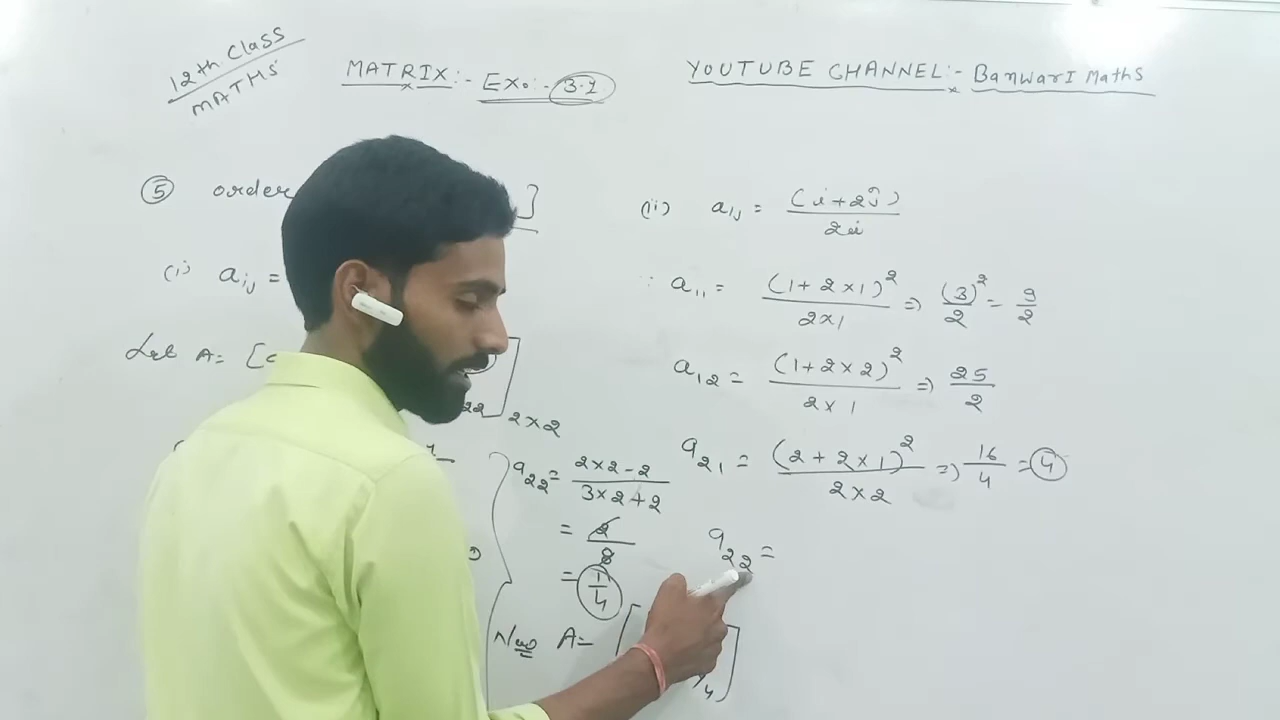 12th Class
MATHS
MATRIX:- Ex.:- 3.1
YOUTUBE CHANNEL:- BanwarI Maths
(5) order ]
(i) aij =
Let A= [
22 ] 2×2
a22 = 2×2-2 / 3×2+2
= 2/8
= 1/4
Now A= [ 1/4 ]
(ii) aij = (i+2j) / 2i
∵ a11 = (1+2×1)² / 2×1 => (3)²/2 = 9/2
a12 = (1+2×2)² / 2×1 => 25/2
a21 = (2+2×1)² / 2×2 => 16/4 = 4
a22 =